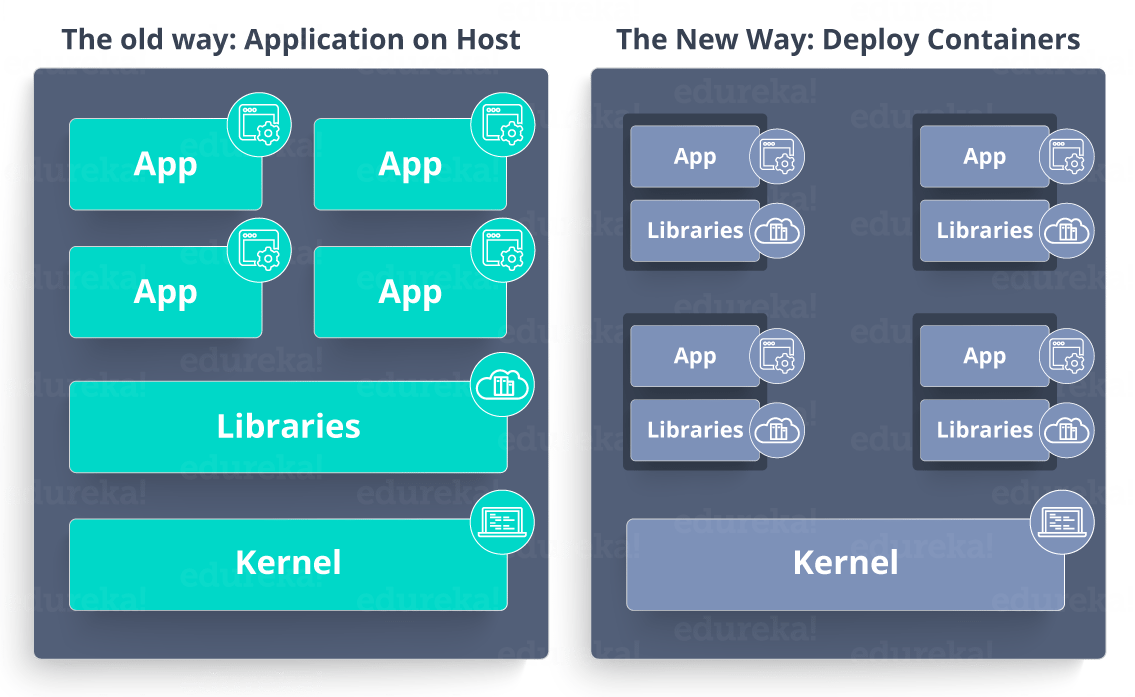 The old way: Application on Host
App
App
App
App
Libraries
Kernel
The New Way: Deploy Containers
App
Libraries
App
Libraries
App
Libraries
App
Libraries
Kernel
edureka!